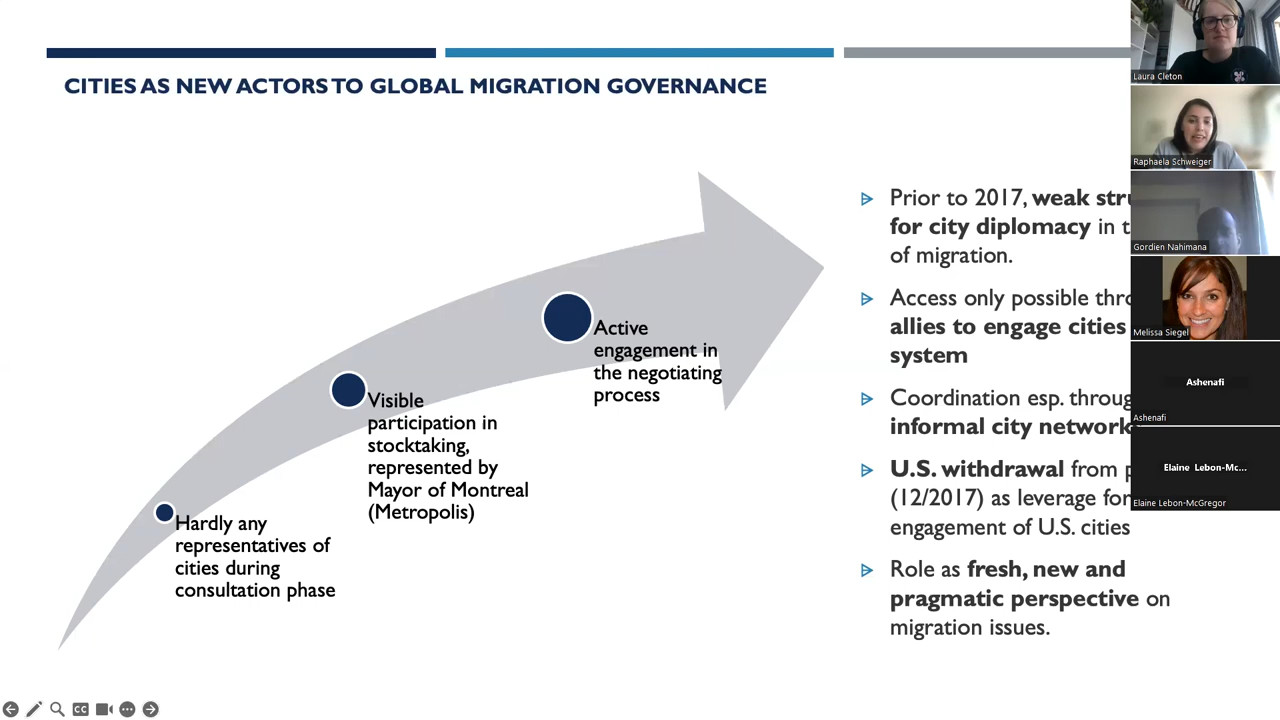 CITIES AS NEW ACTORS TO GLOBAL MIGRATION GOVERNANCE
Hardly any
representatives of
cities during
consultation phase
Visible
participation in
stocktaking,
represented by
Mayor of Montreal
(Metropolis)
Active
engagement in
the negotiating
process
Prior to 2017, weak
for city diplomacy in
of migration.
Access only possible
allies to engage cities
system
Coordination esp.
informal city
U.S. withdrawal from
(12/2017) as leverage for
engagement of U.S. cities
Role as fresh, new and
pragmatic perspective on
migration issues.
Laura Cleton
Raphaela Schweiger
Gordien Nahimana
Melissa Siegel
Ashenafi
Ashenafi
Elaine Lebon-Mc...
Elaine Lebon-McGregor
CC